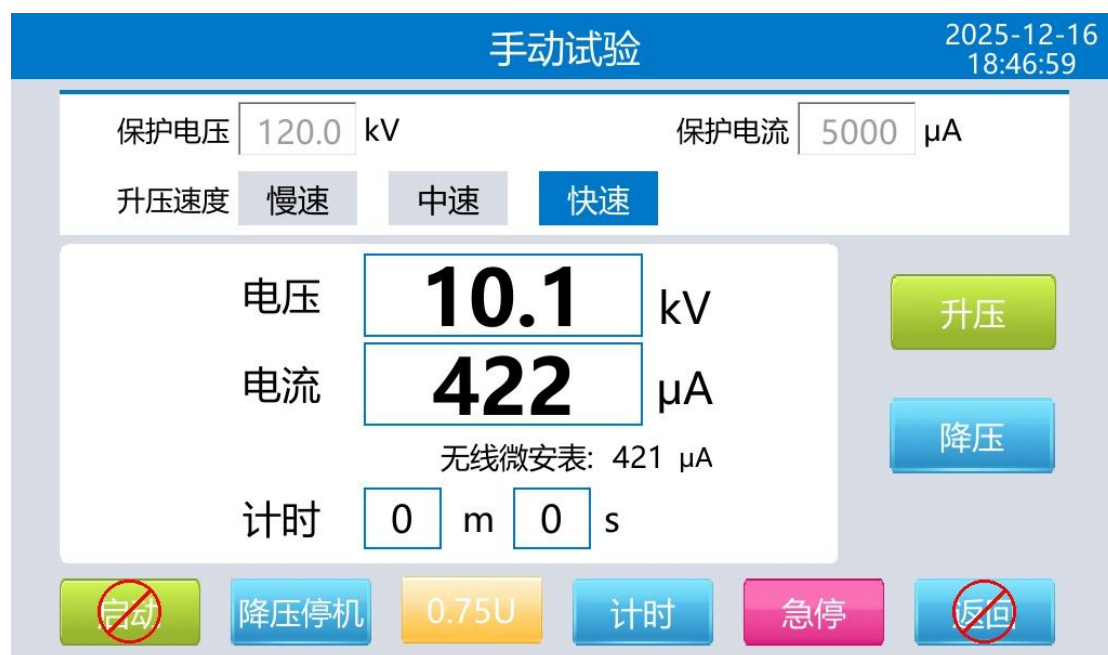 手动试验
2025-12-16
18:46:59
保护电压 120.0 kV 保护电流 5000 μA
升压速度 慢速 中速 快速
电压 10.1 kV
升压
电流 422 μA
降压
无线微安表: 421 μA
计时 0 m 0 s
启动 降压停机 0.75U 计时 急停 返回